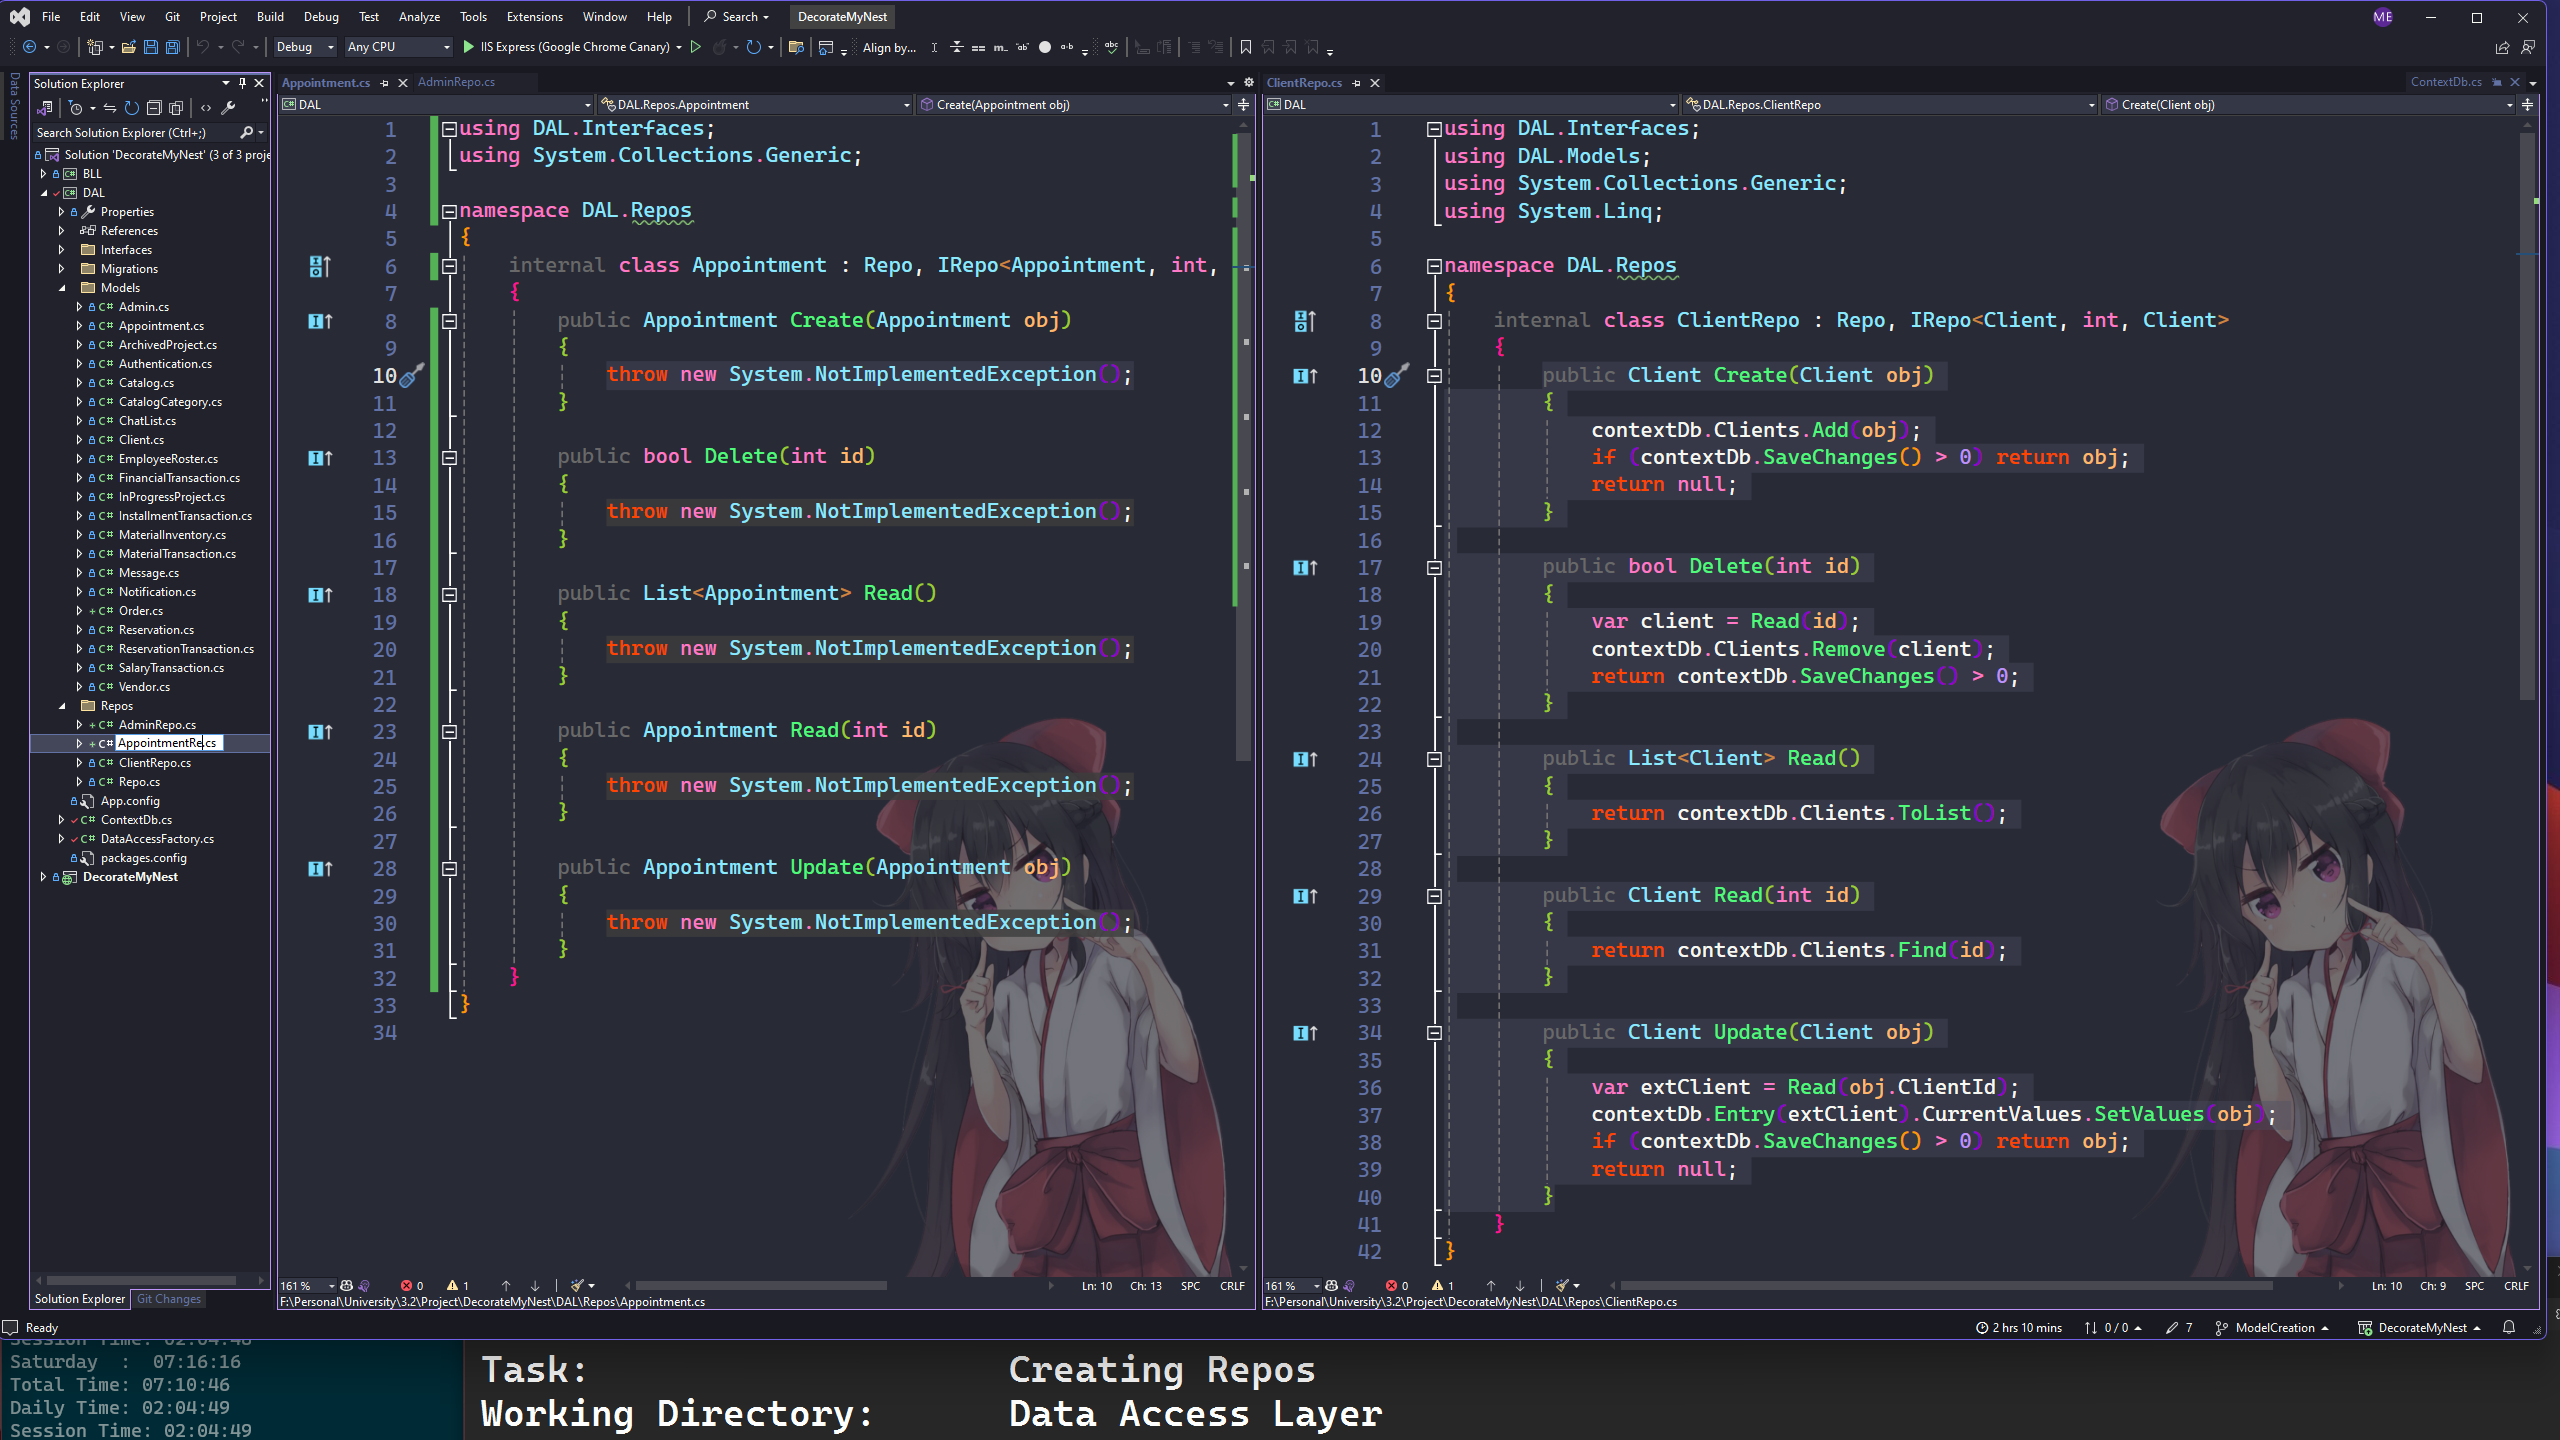 File Edit View Git Project Build Debug Test Analyze Tools Extensions Window Help Search DecorateMyNest ME
Debug Any CPU IIS Express (Google Chrome Canary) Align by...
Data Sources
Solution Explorer
Search Solution Explorer (Ctrl+;)
Solution 'DecorateMyNest' (3 of 3 proje
BLL
DAL
Properties
References
Interfaces
Migrations
Models
Admin.cs
Appointment.cs
ArchivedProject.cs
Authentication.cs
Catalog.cs
CatalogCategory.cs
ChatList.cs
Client.cs
EmployeeRoster.cs
FinancialTransaction.cs
InProgressProject.cs
InstallmentTransaction.cs
MaterialInventory.cs
MaterialTransaction.cs
Message.cs
Notification.cs
Order.cs
Reservation.cs
ReservationTransaction.cs
SalaryTransaction.cs
Vendor.cs
Repos
AdminRepo.cs
AppointmentRe.cs
ClientRepo.cs
Repo.cs
App.config
ContextDb.cs
DataAccessFactory.cs
packages.config
DecorateMyNest
Solution Explorer Git Changes
Appointment.cs AdminRepo.cs
DAL DAL.Repos.Appointment Create(Appointment obj)
1 using DAL.Interfaces;
2 using System.Collections.Generic;
3
4 namespace DAL.Repos
5 {
6 internal class Appointment : Repo, IRepo<Appointment, int,
7 {
8 public Appointment Create(Appointment obj)
9 {
10 throw new System.NotImplementedException();
11 }
12
13 public bool Delete(int id)
14 {
15 throw new System.NotImplementedException();
16 }
17
18 public List<Appointment> Read()
19 {
20 throw new System.NotImplementedException();
21 }
22
23 public Appointment Read(int id)
24 {
25 throw new System.NotImplementedException();
26 }
27
28 public Appointment Update(Appointment obj)
29 {
30 throw new System.NotImplementedException();
31 }
32 }
33 }
34
161 % 0 1 Ln: 10 Ch: 13 SPC CRLF
F:\Personal\University\3.2\Project\DecorateMyNest\DAL\Repos\Appointment.cs
ClientRepo.cs ContextDb.cs
DAL DAL.Repos.ClientRepo Create(Client obj)
1 using DAL.Interfaces;
2 using DAL.Models;
3 using System.Collections.Generic;
4 using System.Linq;
5
6 namespace DAL.Repos
7 {
8 internal class ClientRepo : Repo, IRepo<Client, int, Client>
9 {
10 public Client Create(Client obj)
11 {
12 contextDb.Clients.Add(obj);
13 if (contextDb.SaveChanges() > 0) return obj;
14 return null;
15 }
16
17 public bool Delete(int id)
18 {
19 var client = Read(id);
20 contextDb.Clients.Remove(client);
21 return contextDb.SaveChanges() > 0;
22 }
23
24 public List<Client> Read()
25 {
26 return contextDb.Clients.ToList();
27 }
28
29 public Client Read(int id)
30 {
31 return contextDb.Clients.Find(id);
32 }
33
34 public Client Update(Client obj)
35 {
36 var extClient = Read(obj.ClientId);
37 contextDb.Entry(extClient).CurrentValues.SetValues(obj);
38 if (contextDb.SaveChanges() > 0) return obj;
39 return null;
40 }
41 }
42 }
161 % 0 1 Ln: 10 Ch: 9 SPC CRLF
F:\Personal\University\3.2\Project\DecorateMyNest\DAL\Repos\ClientRepo.cs
Ready 2 hrs 10 mins 0 / 0 7 ModelCreation DecorateMyNest
Session Time: 02:04:48
Saturday : 07:16:16
Total Time: 07:10:46
Daily Time: 02:04:49
Session Time: 02:04:49
Task: Creating Repos
Working Directory: Data Access Layer